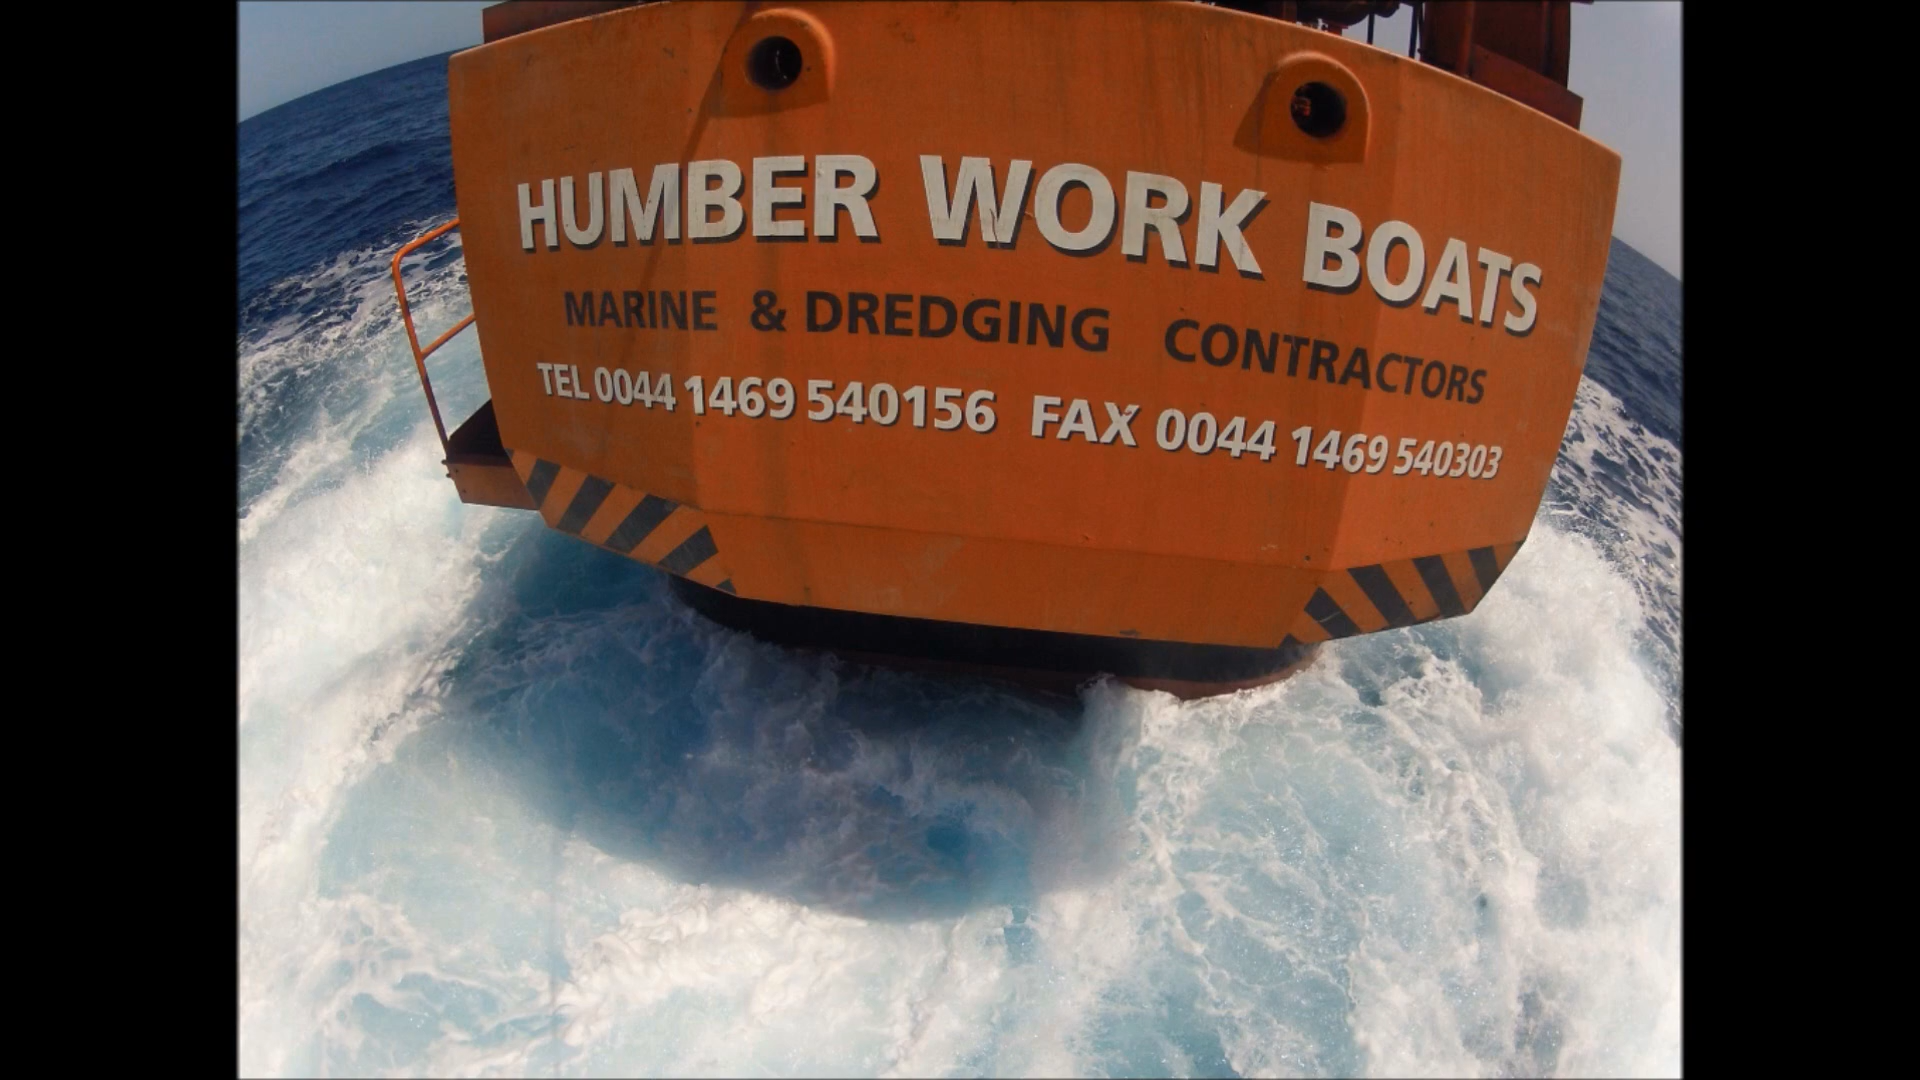 HUMBER WORK BOATS
MARINE & DREDGING CONTRACTORS
TEL 0044 1469 540156 FAX 0044 1469 540303